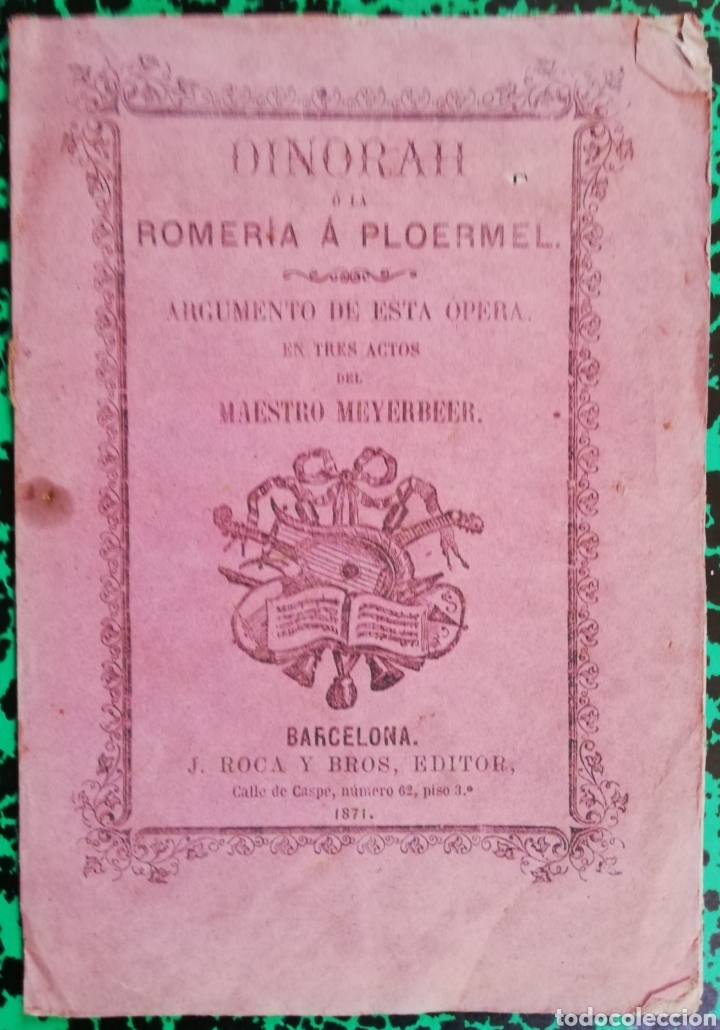 DINORAH
Ó LA
ROMERÍA Á PLOERMEL.
ARGUMENTO DE ESTA ÓPERA.
EN TRES ACTOS
DEL
MAESTRO MEYERBEER.
BARCELONA.
J. ROCA Y BROS, EDITOR,
Calle de Caspe, número 62, piso 3.º
1871.
todocoleccion